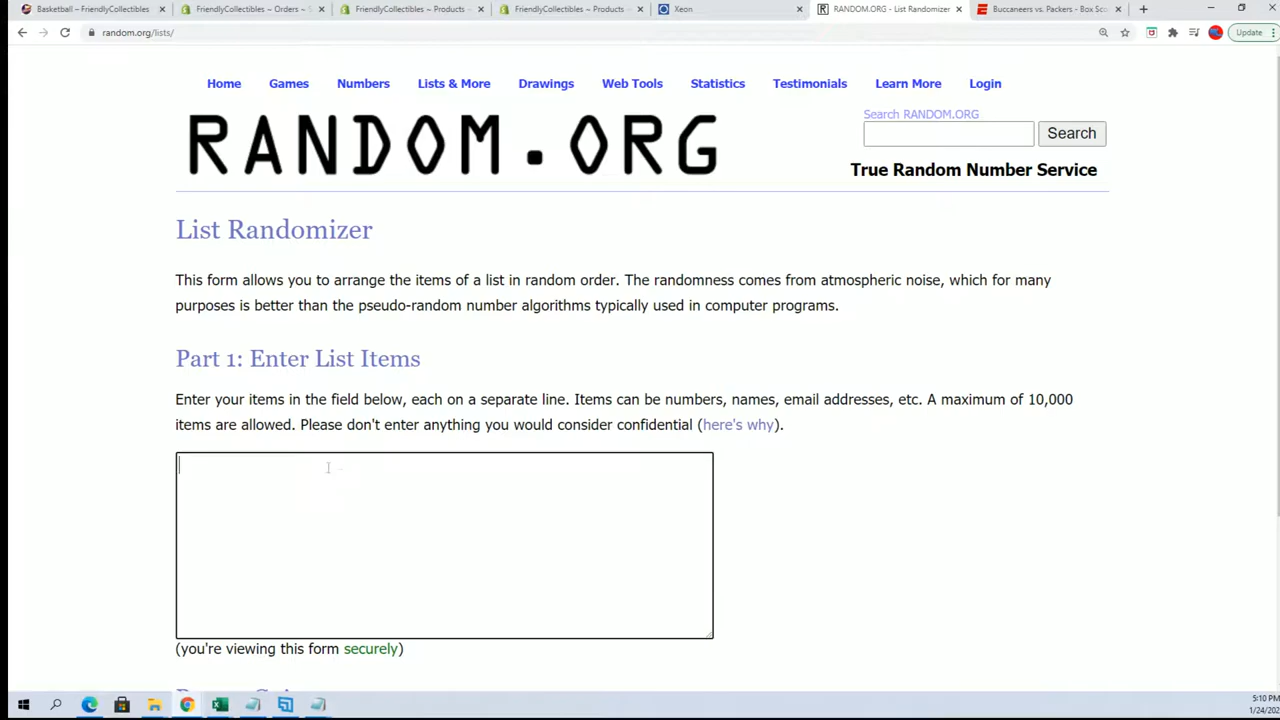 Basketball ~ FriendlyCollectibles
FriendlyCollectibles ~ Orders ~ S
FriendlyCollectibles ~ Products ~
FriendlyCollectibles ~ Products ~
Xeon
RANDOM.ORG - List Randomizer
Buccaneers vs. Packers - Box Sco
random.org/lists/
Update
Home Games Numbers Lists & More Drawings Web Tools Statistics Testimonials Learn More Login
RANDOM.ORG
Search RANDOM.ORG
Search
True Random Number Service
List Randomizer
This form allows you to arrange the items of a list in random order. The randomness comes from atmospheric noise, which for many
purposes is better than the pseudo-random number algorithms typically used in computer programs.
Part 1: Enter List Items
Enter your items in the field below, each on a separate line. Items can be numbers, names, email addresses, etc. A maximum of 10,000
items are allowed. Please don't enter anything you would consider confidential (here's why).
(you're viewing this form securely)
5:10 PM
1/24/202